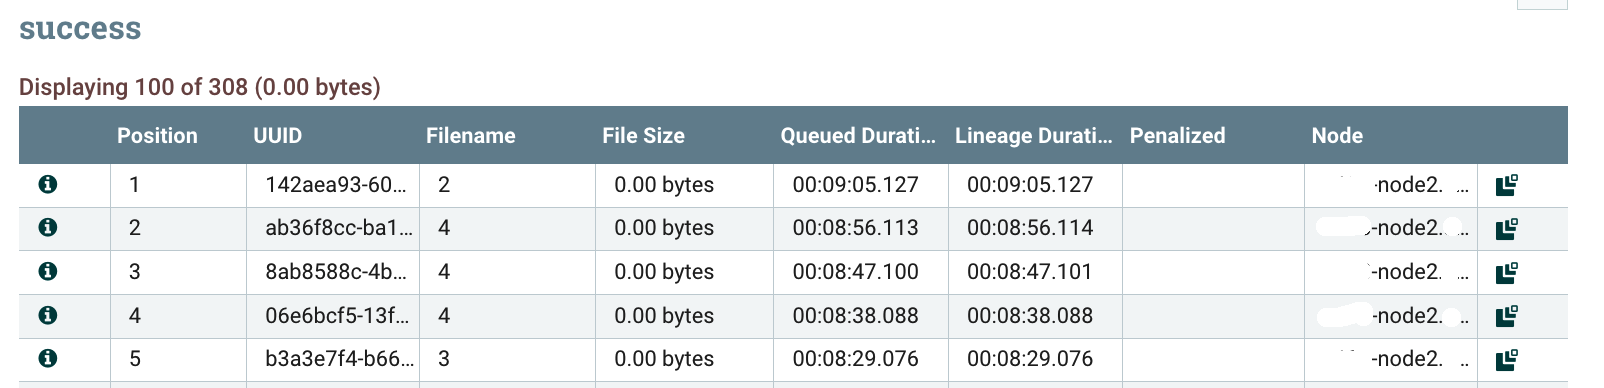 success
Displaying 100 of 308 (0.00 bytes)
Position UUID Filename File Size Queued Durati... Lineage Durati... Penalized Node
1 142aea93-60... 2 0.00 bytes 00:09:05.127 00:09:05.127 -node2. ...
2 ab36f8cc-ba1... 4 0.00 bytes 00:08:56.113 00:08:56.114 -node2. ...
3 8ab8588c-4b... 4 0.00 bytes 00:08:47.100 00:08:47.101 -node2. ...
4 06e6bcf5-13f... 4 0.00 bytes 00:08:38.088 00:08:38.088 -node2. ..
5 b3a3e7f4-b66... 3 0.00 bytes 00:08:29.076 00:08:29.076 -node2. ...